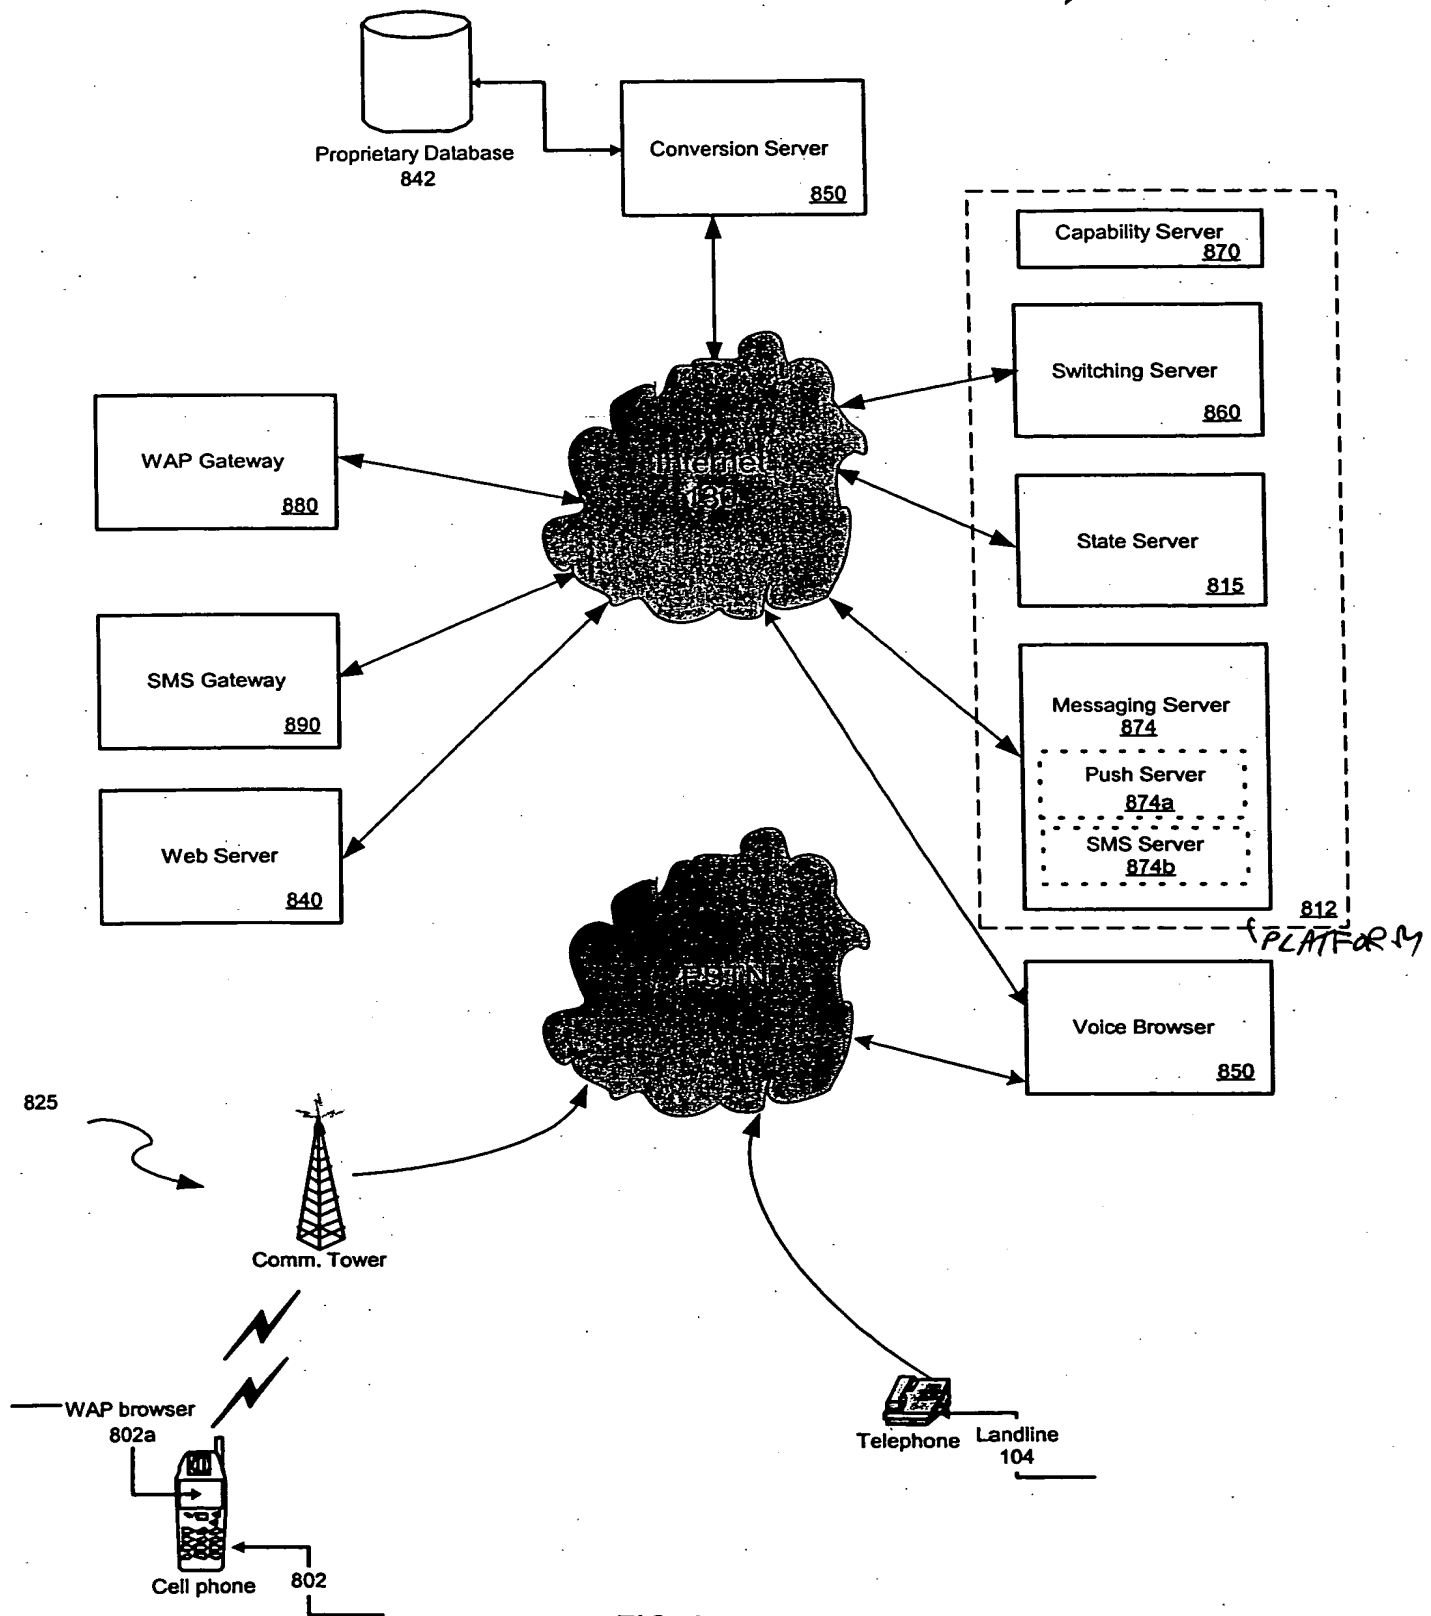 Proprietary Database
842
Conversion Server
850
Capability Server
870
Switching Server
860
Internet
WAP Gateway
880
State Server
815
SMS Gateway
890
Messaging Server
874
Push Server
874a
SMS Server
874b
Web Server
840
812
PLATFORM
PSTN
Voice Browser
850
825
Comm. Tower
WAP browser
802a
Telephone
Landline
104
Cell phone
802